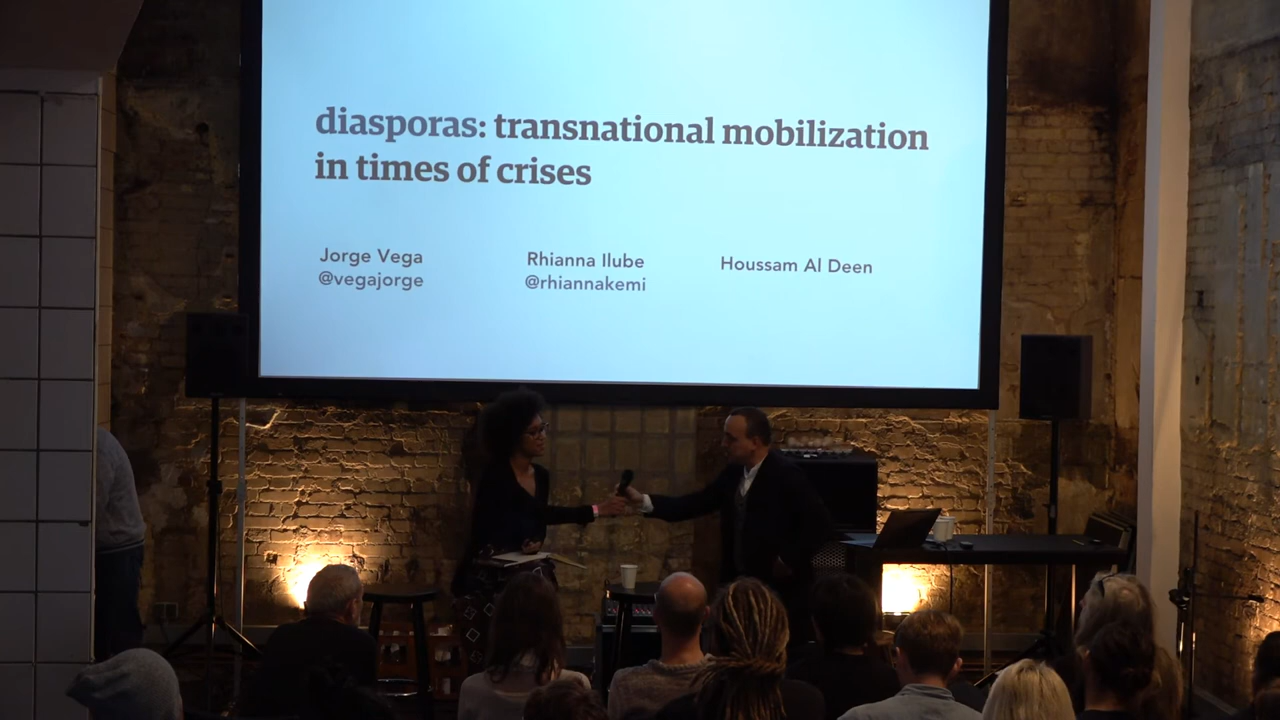 diasporas: transnational mobilization
in times of crises
Jorge Vega
@vegajorge
Rhianna Ilube
@rhiannakemi
Houssam Al Deen